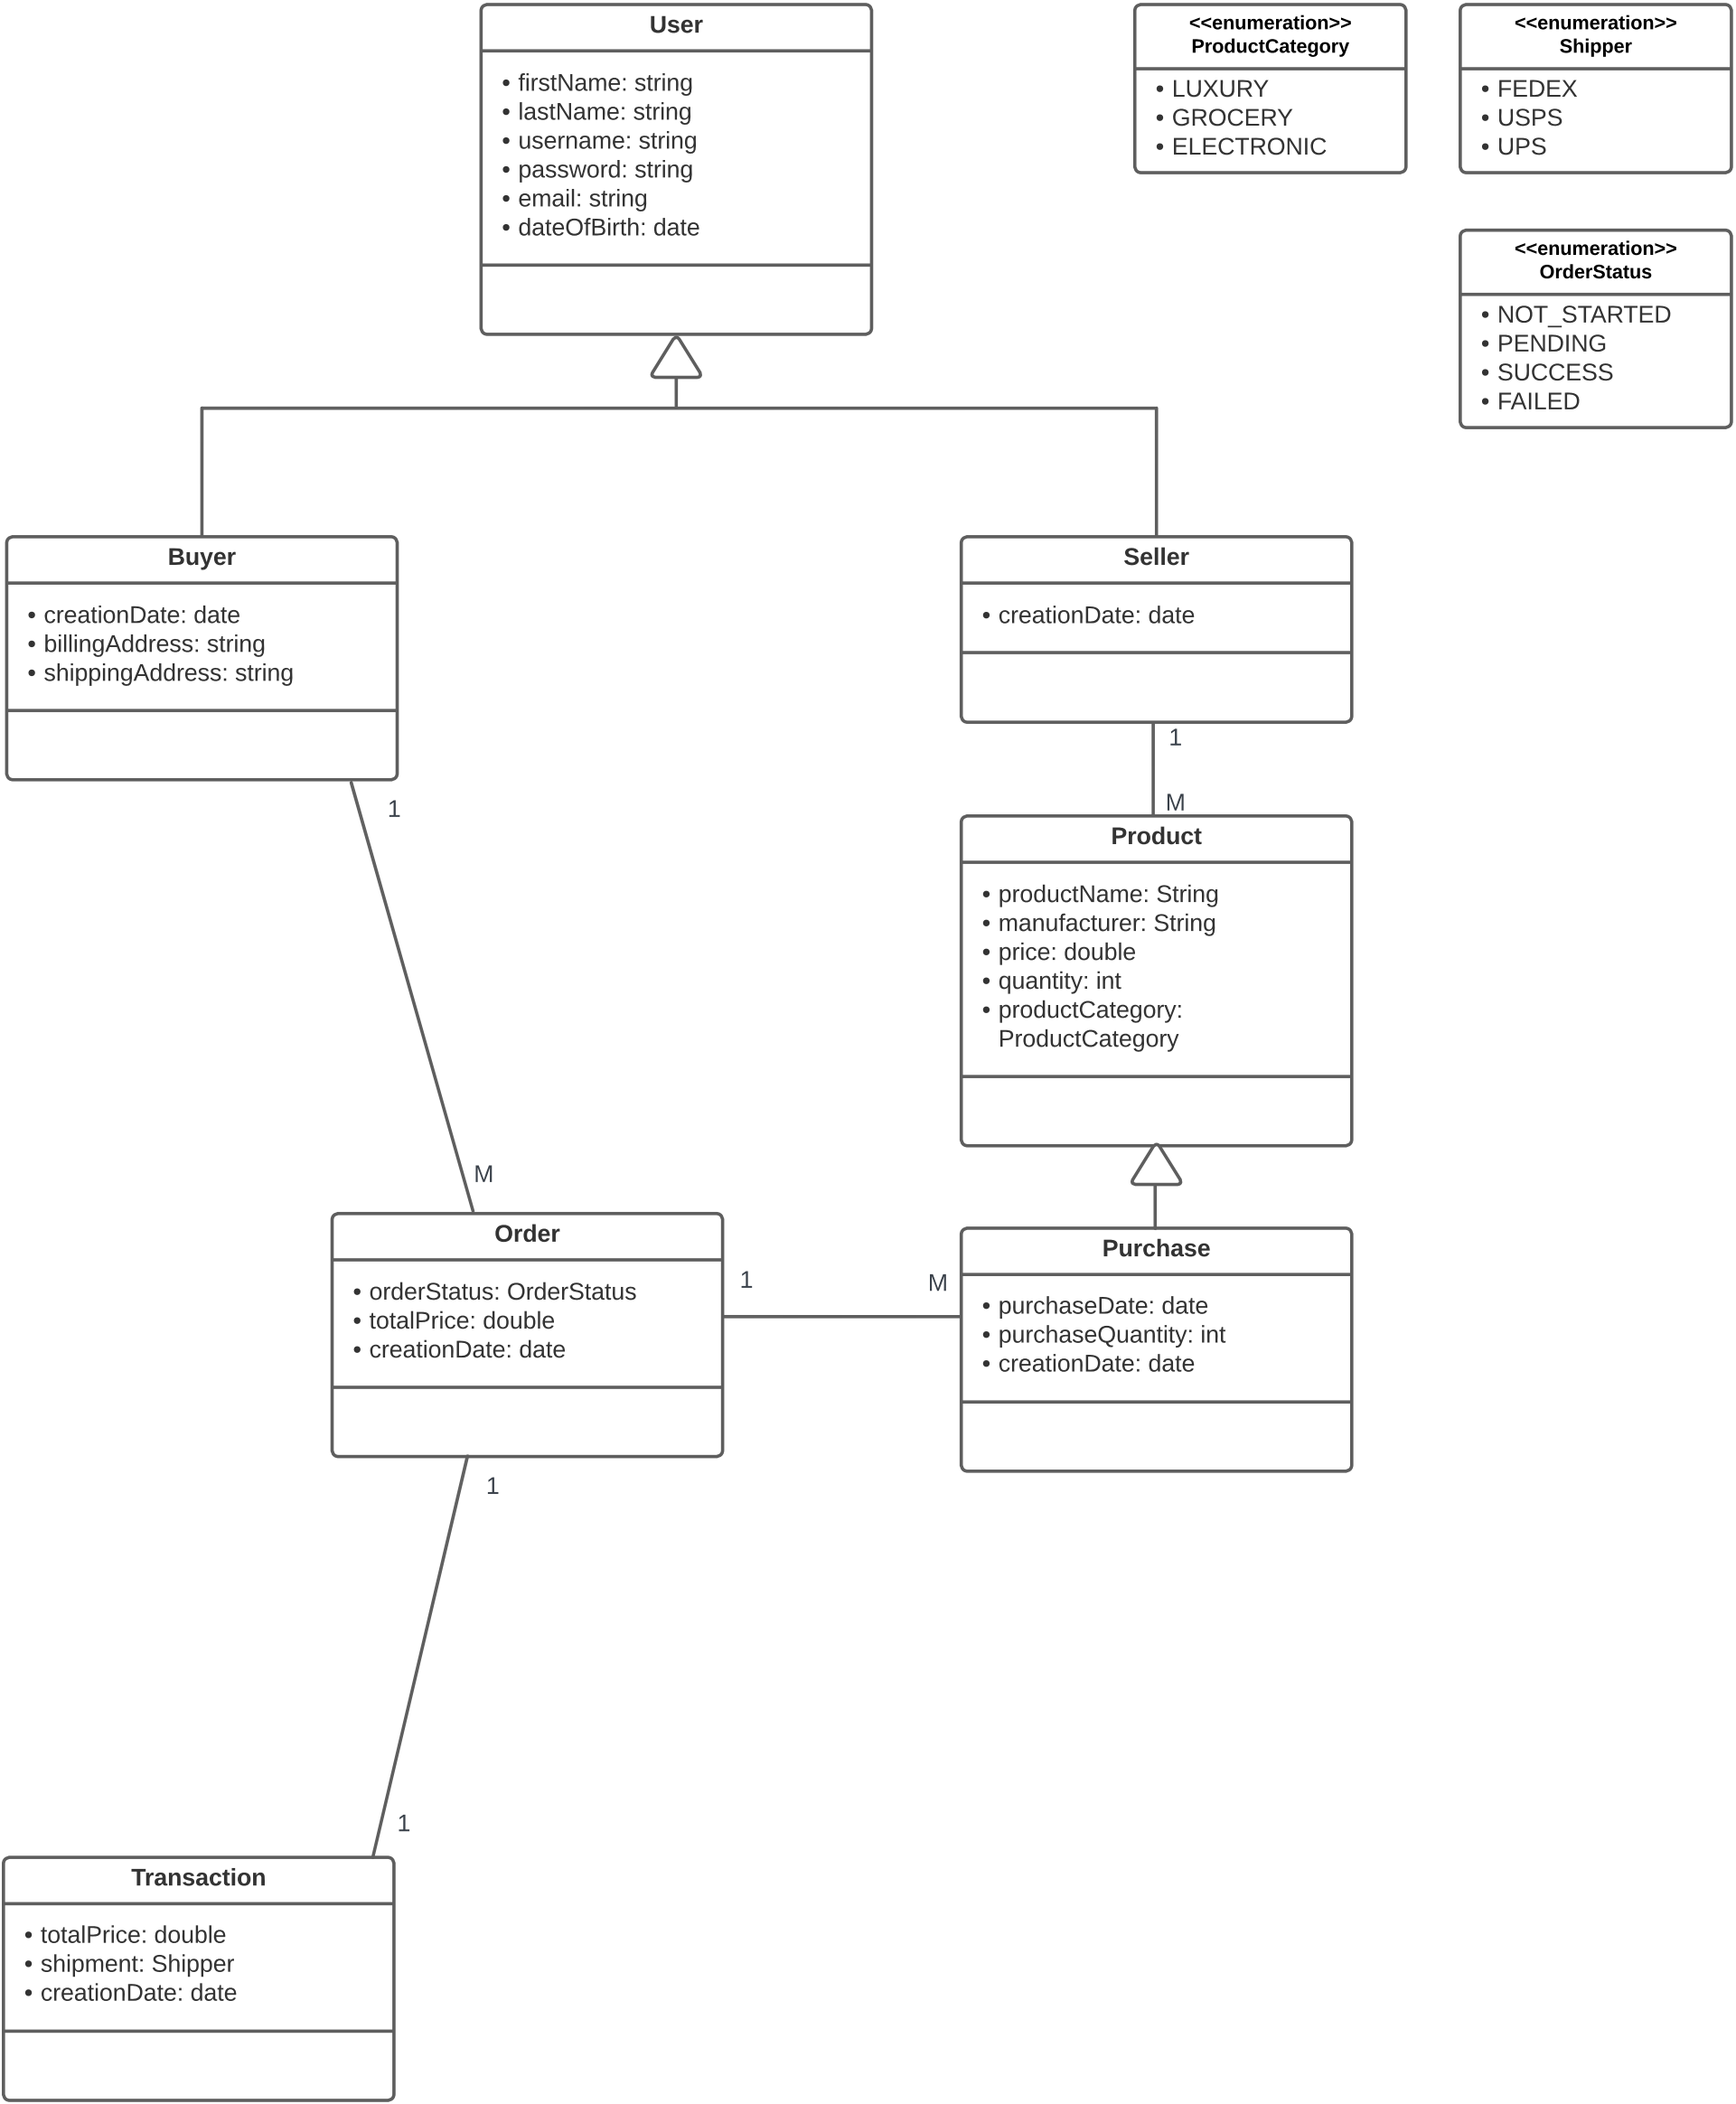 User
• firstName: string
• lastName: string
• username: string
• password: string
• email: string
• dateOfBirth: date
<<enumeration>>
ProductCategory
• LUXURY
• GROCERY
• ELECTRONIC
<<enumeration>>
Shipper
• FEDEX
• USPS
• UPS
<<enumeration>>
OrderStatus
• NOT_STARTED
• PENDING
• SUCCESS
• FAILED
Buyer
• creationDate: date
• billingAddress: string
• shippingAddress: string
Seller
• creationDate: date
1
M
1
M
Product
• productName: String
• manufacturer: String
• price: double
• quantity: int
• productCategory:
ProductCategory
Order
• orderStatus: OrderStatus
• totalPrice: double
• creationDate: date
1
M
Purchase
• purchaseDate: date
• purchaseQuantity: int
• creationDate: date
1
1
Transaction
• totalPrice: double
• shipment: Shipper
• creationDate: date